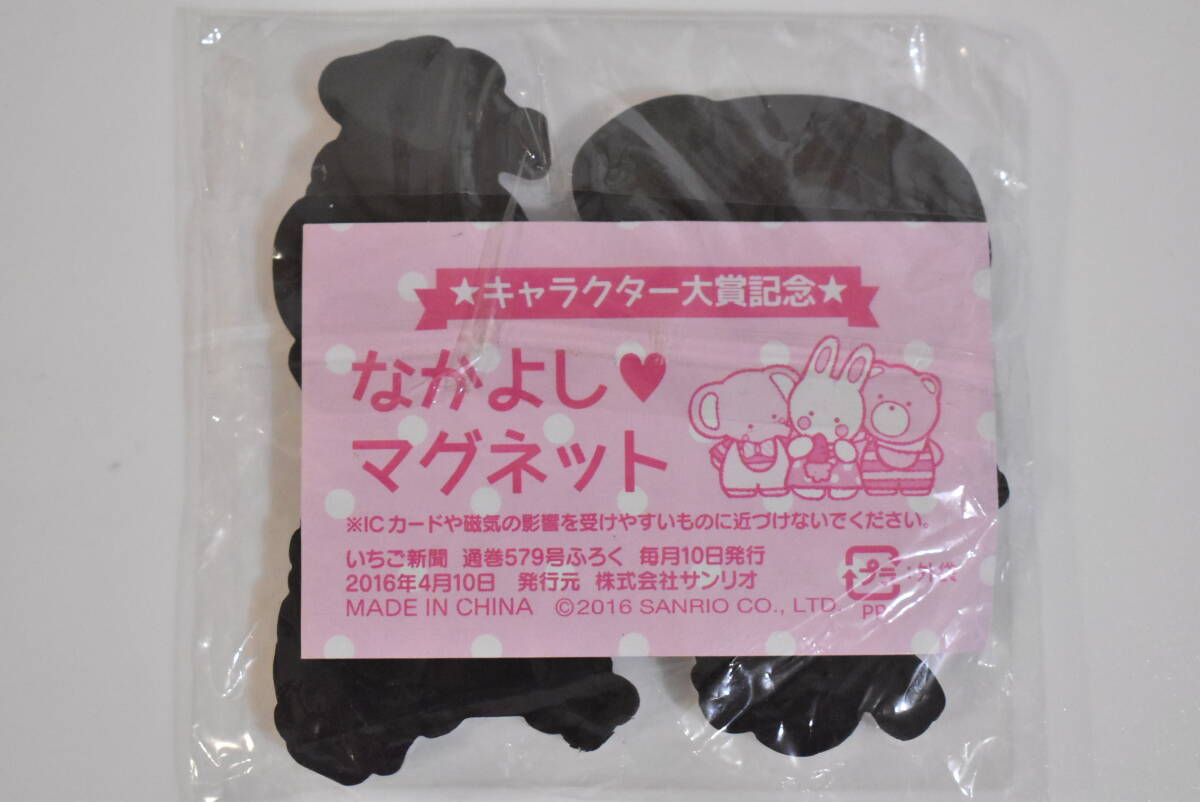 ★キャラクター大賞記念★
なかよし♥
マグネット
※ICカードや磁気の影響を受けやすいものに近づけないでください。
いちご新聞 通巻579号ふろく 毎月10日発行
2016年4月10日 発行元 株式会社サンリオ
MADE IN CHINA ©2016 SANRIO CO., LTD.
プラ :外袋
PP